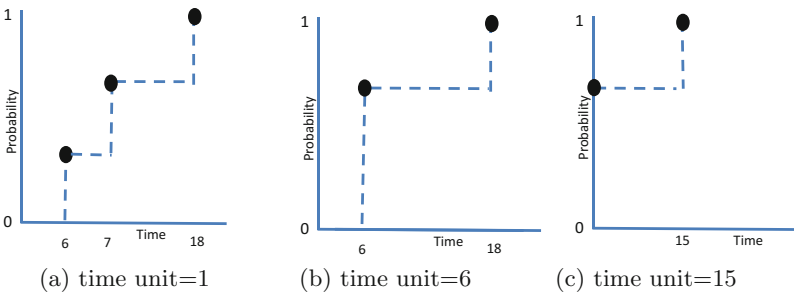 1
Probability
0
6 7 Time 18
(a) time unit=1
1
Probability
0
6 Time 18
(b) time unit=6
1
Probability
0
15 Time
(c) time unit=15